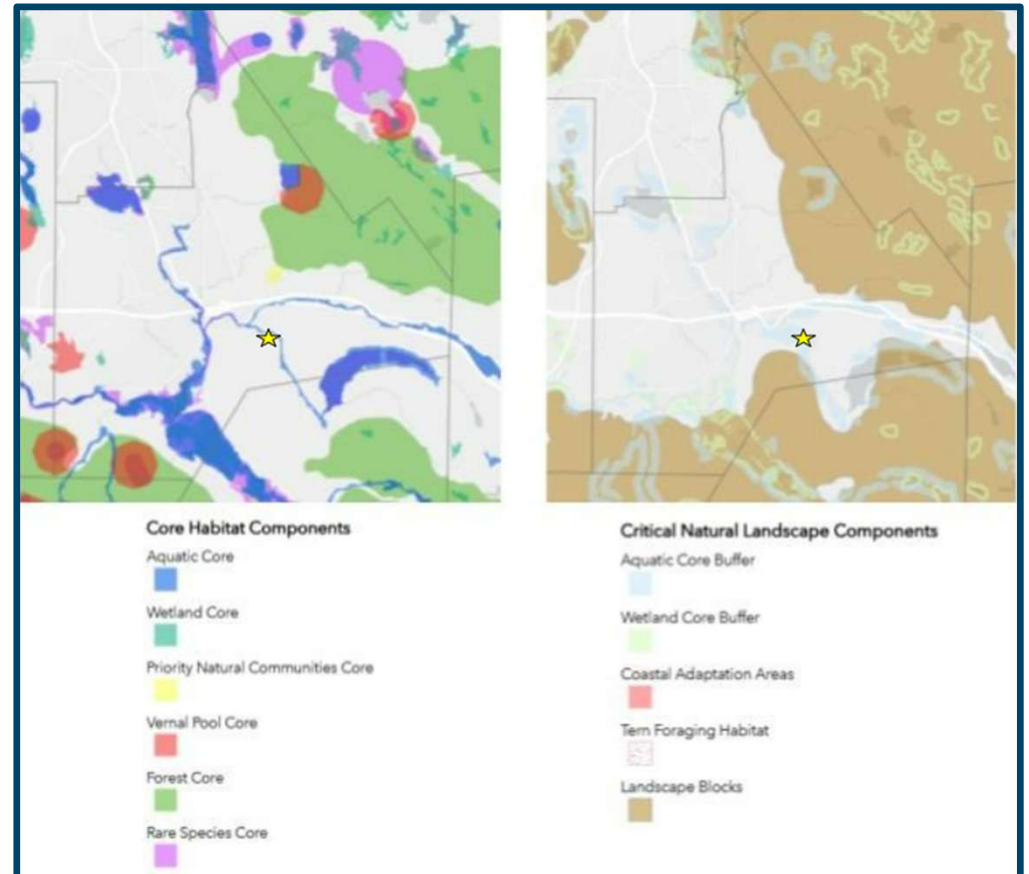 Core Habitat Components
Aquatic Core
Wetland Core
Priority Natural Communities Core
Vernal Pool Core
Forest Core
Rare Species Core
Critical Natural Landscape Components
Aquatic Core Buffer
Wetland Core Buffer
Coastal Adaptation Areas
Tern Foraging Habitat
Landscape Blocks